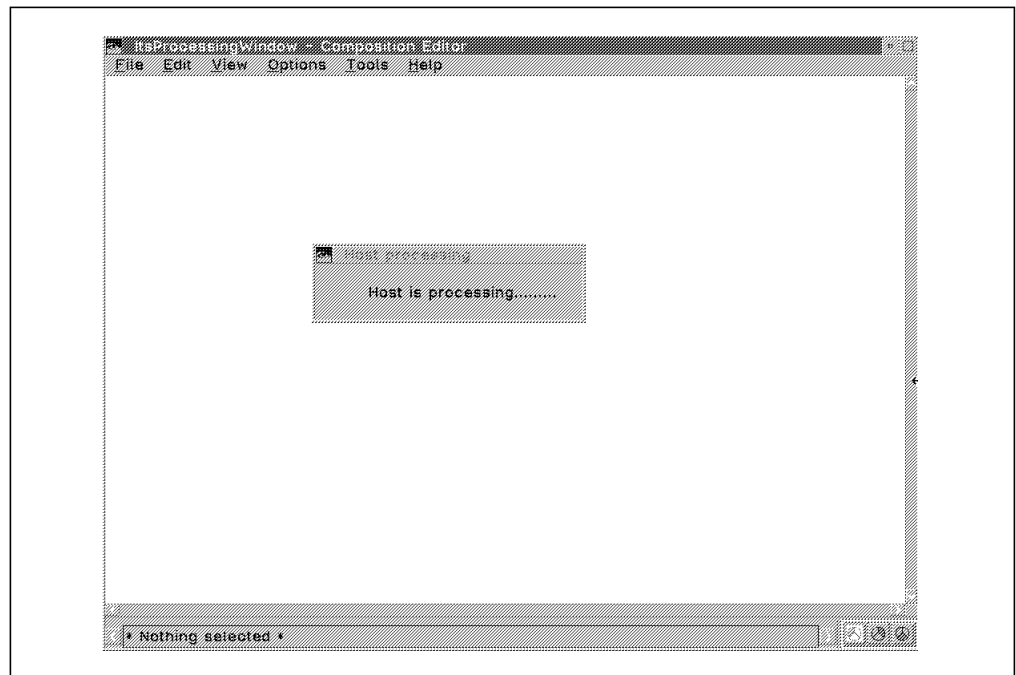 ItsProcessingWindow - Composition Editor
File Edit View Options Tools Help
Host processing
Host is processing.........
* Nothing selected *